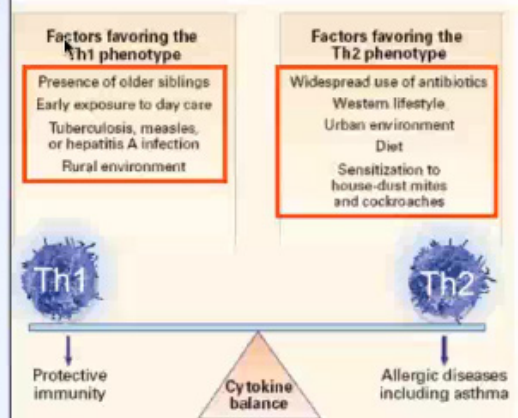 Factors favoring the
Th1 phenotype
Presence of older siblings
Early exposure to day care
Tuberculosis, measles,
or hepatitis A infection
Rural environment
Factors favoring the
Th2 phenotype
Widespread use of antibiotics
Western lifestyle
Urban environment
Diet
Sensitization to
house-dust mites
and cockroaches
Th1
Th2
Protective
immunity
Cytokine
balance
Allergic diseases
including asthma